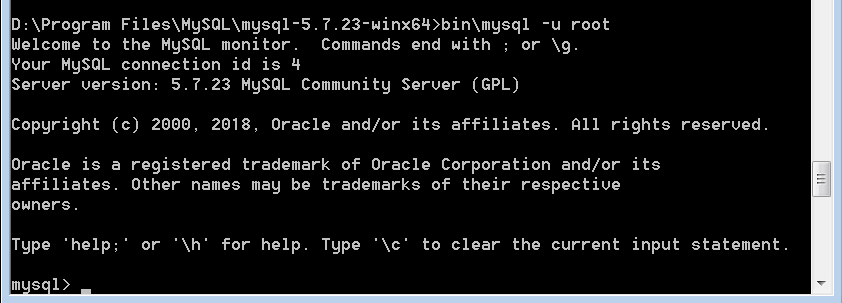 D:\Program Files\MySQL\mysql-5.7.23-winx64>bin\mysql -u root
Welcome to the MySQL monitor.  Commands end with ; or \g.
Your MySQL connection id is 4
Server version: 5.7.23 MySQL Community Server (GPL)
Copyright (c) 2000, 2018, Oracle and/or its affiliates. All rights reserved.
Oracle is a registered trademark of Oracle Corporation and/or its
affiliates. Other names may be trademarks of their respective
owners.
Type 'help;' or '\h' for help. Type '\c' to clear the current input statement.
mysql> _